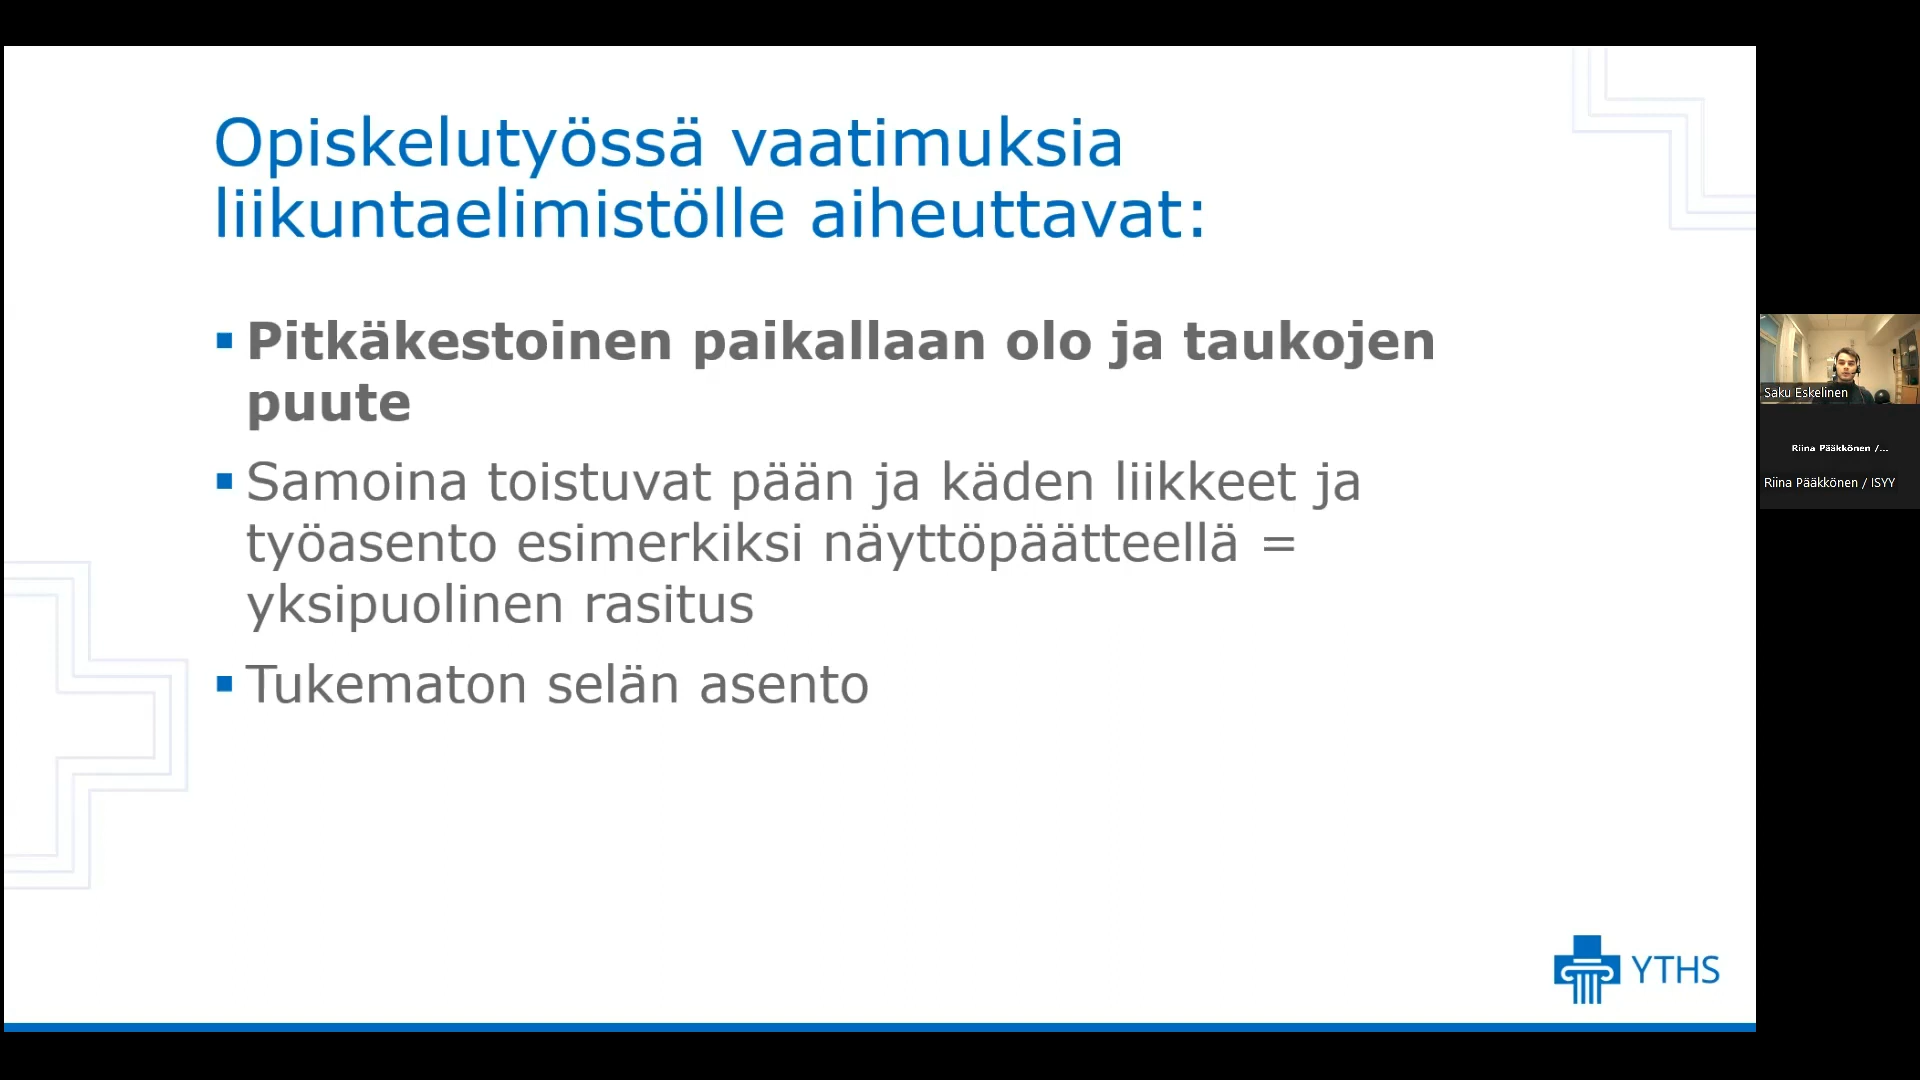 Opiskelutyössä vaatimuksia
liikuntaelimistölle aiheuttavat:
Pitkäkestoinen paikallaan olo ja taukojen
puute
Samoina toistuvat pään ja käden liikkeet ja
työasento esimerkiksi näyttöpäätteellä =
yksipuolinen rasitus
Tukematon selän asento
YTHS
Saku Eskelinen
Riina Pääkkönen /...
Riina Pääkkönen / ISYY